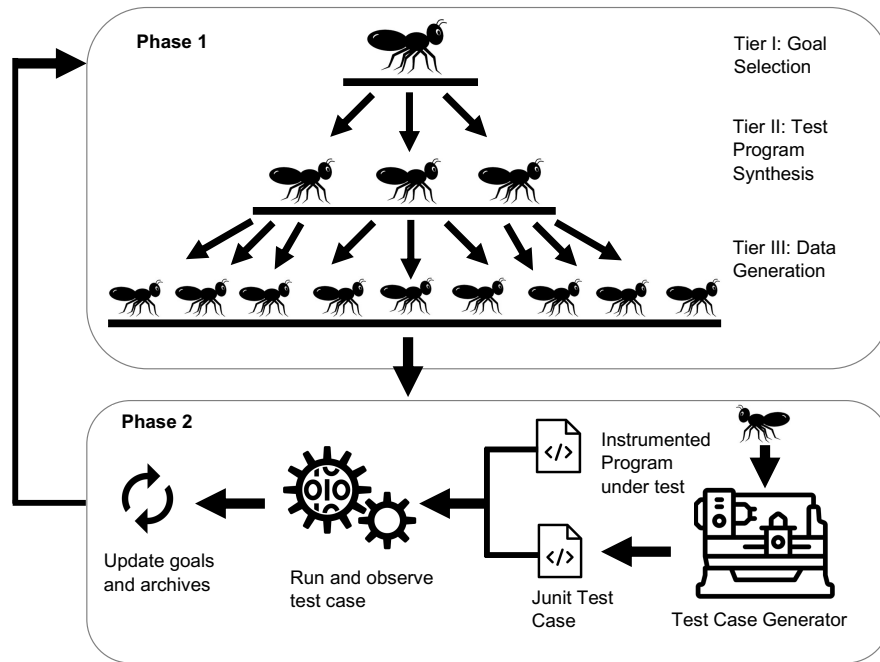 Phase 1
Tier I: Goal
Selection
Tier II: Test
Program
Synthesis
Tier III: Data
Generation
Phase 2
Instrumented
Program
under test
</>
</>
OIO
Update goals
and archives
Run and observe
test case
Junit Test
Case
Test Case Generator